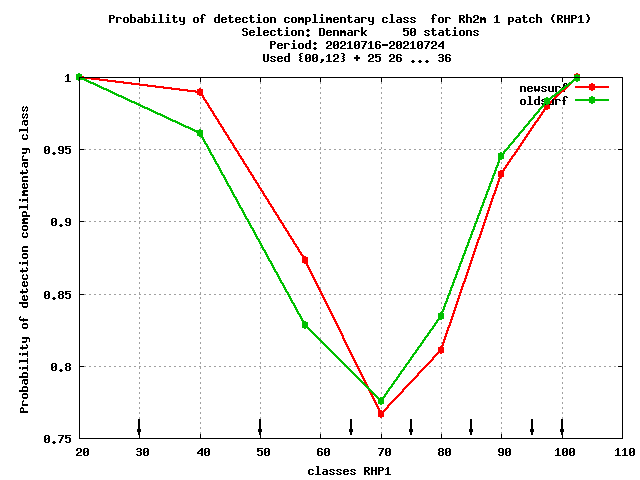 Probability of detection complimentary class  for Rh2m 1 patch (RHP1)
Selection: Denmark     50 stations
Period: 20210716-20210724
Used {00,12} + 25 26 ... 36
newsurf
oldsurf
1
0.95
0.9
0.85
0.8
0.75
Probability of detection complimentary class
20 30 40 50 60 70 80 90 100 110
classes RHP1